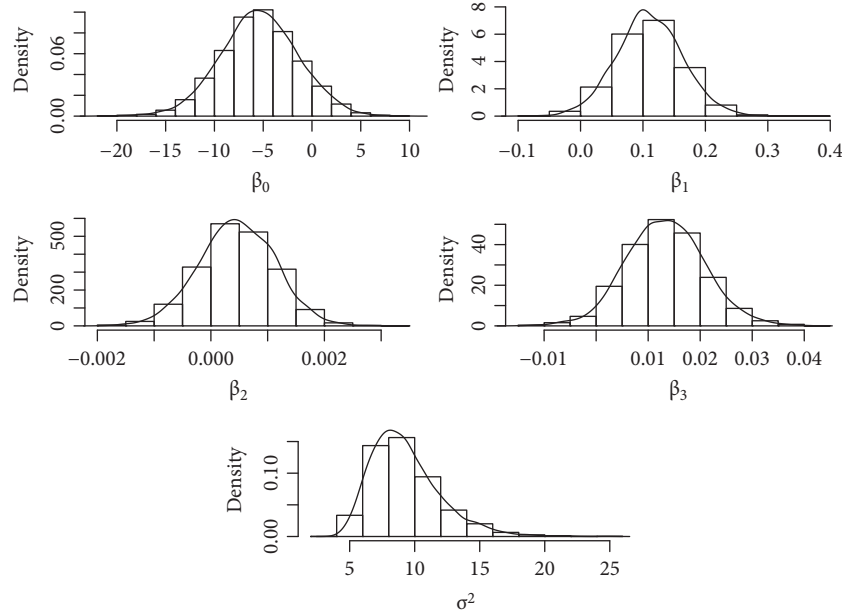 Density
0.00 0.06
−20 −15 −10 −5 0 5 10
β0
Density
0 2 4 6 8
−0.1 0.0 0.1 0.2 0.3 0.4
β1
Density
0 200 500
−0.002 0.000 0.002
β2
Density
0 20 40
−0.01 0.01 0.02 0.03 0.04
β3
Density
0.00 0.10
5 10 15 20 25
σ²